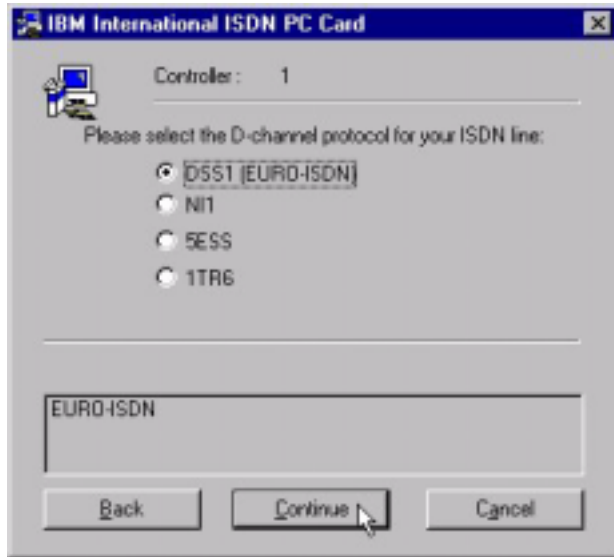 IBM International ISDN PC Card
Controller: 1
Please select the D-channel protocol for your ISDN line:
DSS1 (EURO-ISDN)
NI1
5ESS
1TR6
EURO-ISDN
Back Continue Cancel